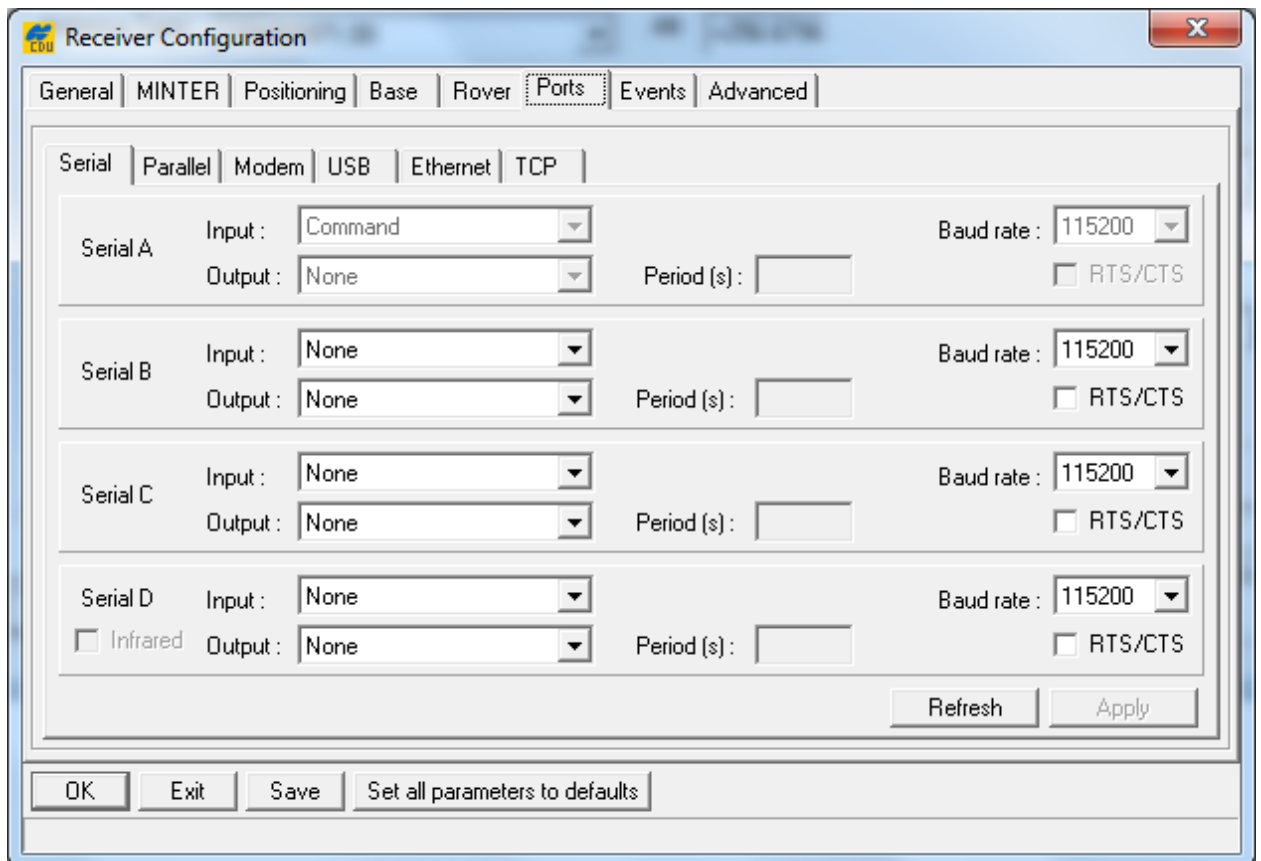 CDU Receiver Configuration X
General MINTER Positioning Base Rover Ports Events Advanced
Serial Parallel Modem USB Ethernet TCP
Serial A
Input : Command
Baud rate : 115200
Output : None
Period (s) :
RTS/CTS
Serial B
Input : None
Baud rate : 115200
Output : None
Period (s) :
RTS/CTS
Serial C
Input : None
Baud rate : 115200
Output : None
Period (s) :
RTS/CTS
Serial D
Input : None
Baud rate : 115200
Infrared
Output : None
Period (s) :
RTS/CTS
Refresh Apply
OK Exit Save Set all parameters to defaults